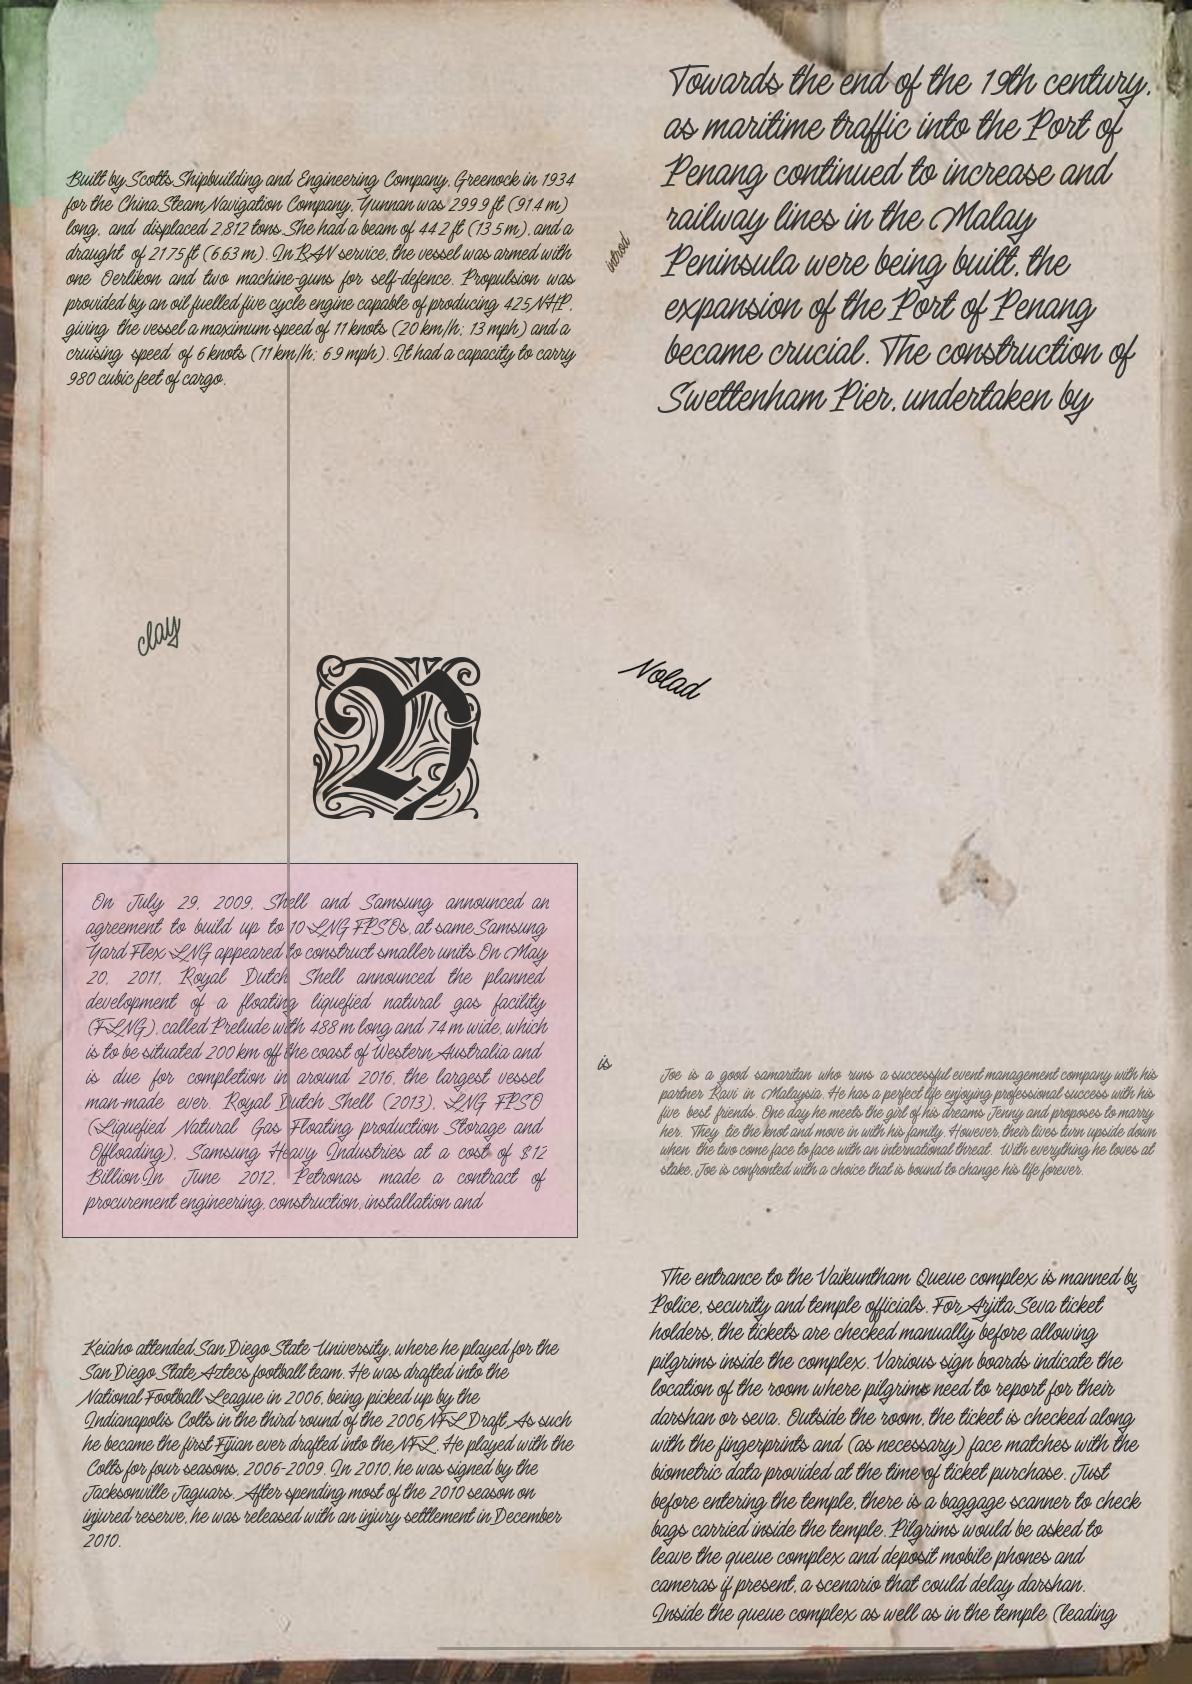 Built by Scotts Shipbuilding and Engineering Company, Greenock in 1934
for the China Steam Navigation Company, Yunnan was 299.9 ft (91.4 m)
long, and displaced 2,812 tons. She had a beam of 44.2 ft (13.5 m), and a
draught of 21.75 ft (6.63 m). In RAN service, the vessel was armed with
one Oerlikon and two machine-guns for self-defence. Propulsion was
provided by an oil fuelled five cycle engine capable of producing 425 NHP,
giving the vessel a maximum speed of 11 knots (20 km/h; 13 mph) and a
cruising speed of 6 knots (11 km/h; 6.9 mph). It had a capacity to carry
980 cubic feet of cargo.
clay
On July 29, 2009, Shell and Samsung announced an
agreement to build up to 10 LNG FPSOs, at same Samsung
Yard Flex LNG appeared to construct smaller units.On May
20, 2011, Royal Dutch Shell announced the planned
development of a floating liquefied natural gas facility
(FLNG), called Prelude with 488 m long and 74 m wide, which
is to be situated 200 km off the coast of Western Australia and
is due for completion in around 2016, the largest vessel
man-made ever. Royal Dutch Shell (2013), LNG FPSO
(Liquefied Natural Gas Floating production Storage and
Offloading), Samsung Heavy Industries at a cost of $12
Billion.In June 2012, Petronas made a contract of
procurement engineering, construction, installation and
Keiaho attended San Diego State University, where he played for the
San Diego State Aztecs football team. He was drafted into the
National Football League in 2006, being picked up by the
Indianapolis Colts in the third round of the 2006 NFL Draft. As such
he became the first Fijian ever drafted into the NFL. He played with the
Colts for four seasons, 2006-2009. In 2010, he was signed by the
Jacksonville Jaguars. After spending most of the 2010 season on
injured reserve, he was released with an injury settlement in December
2010.
introd
Nolad
is
Towards the end of the 19th century,
as maritime traffic into the Port of
Penang continued to increase and
railway lines in the Malay
Peninsula were being built, the
expansion of the Port of Penang
became crucial. The construction of
Swettenham Pier, undertaken by
Joe is a good samaritan who runs a successful event management company with his
partner Ravi in Malaysia. He has a perfect life enjoying professional success with his
five best friends. One day he meets the girl of his dreams Jenny and proposes to marry
her. They tie the knot and move in with his family. However, their lives turn upside down
when the two come face to face with an international threat. With everything he loves at
stake, Joe is confronted with a choice that is bound to change his life forever.
The entrance to the Vaikuntham Queue complex is manned by
Police, security and temple officials. For Arjita Seva ticket
holders, the tickets are checked manually before allowing
pilgrims inside the complex. Various sign boards indicate the
location of the room where pilgrims need to report for their
darshan or seva. Outside the room, the ticket is checked along
with the fingerprints and (as necessary) face matches with the
biometric data provided at the time of ticket purchase. Just
before entering the temple, there is a baggage scanner to check
bags carried inside the temple. Pilgrims would be asked to
leave the queue complex and deposit mobile phones and
cameras if present, a scenario that could delay darshan.
Inside the queue complex as well as in the temple (leading